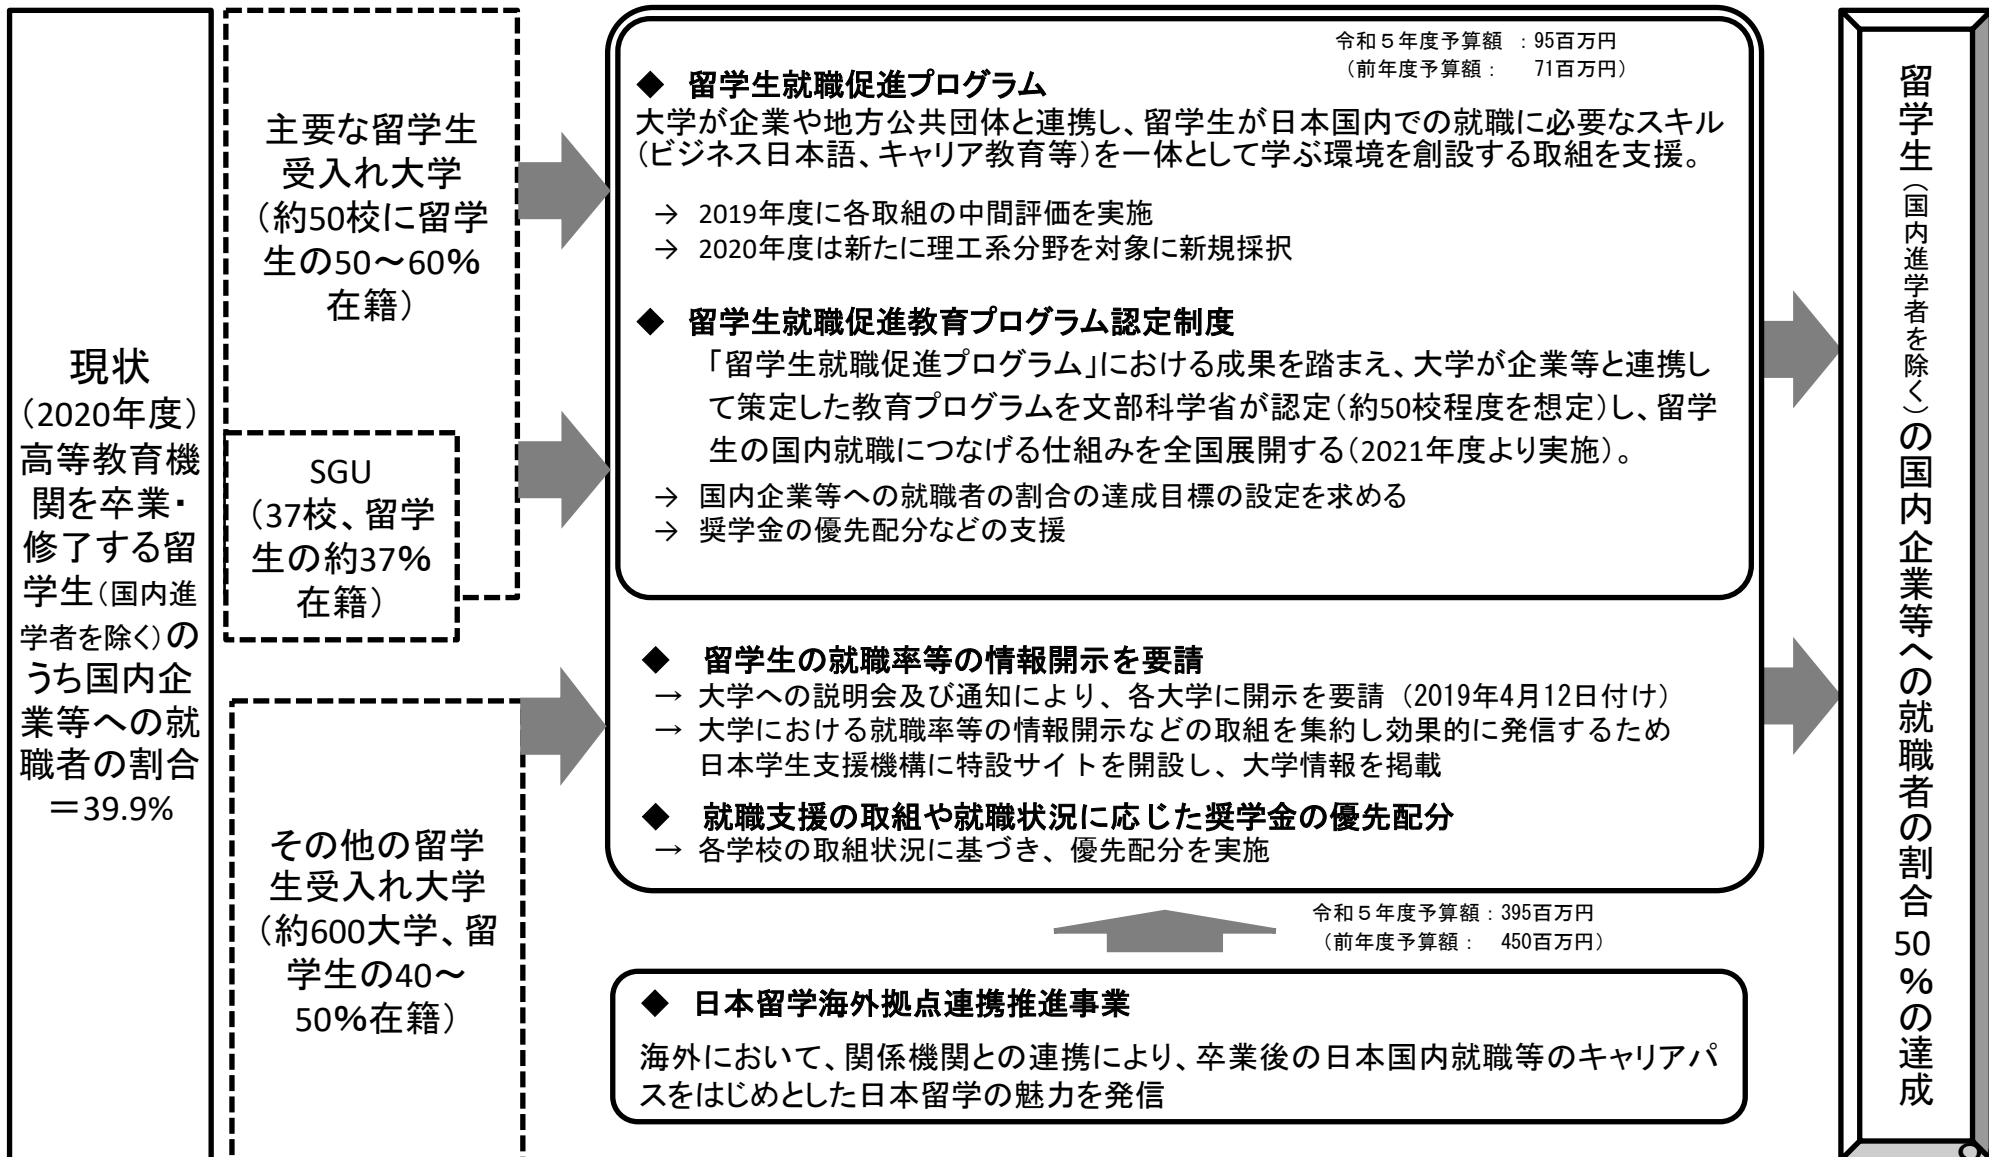 現状
（2020年度）
高等教育機
関を卒業・
修了する留
学生（国内進
学者を除く）の
うち国内企
業等への就
職者の割合
＝39.9%
主要な留学生
受入れ大学
（約50校に留学
生の50～60％
在籍）
SGU
（37校、留学
生の約37％
在籍）
その他の留学
生受入れ大学
（約600大学、留
学生の40～
50％在籍）
令和５年度予算額 ：95百万円
（前年度予算額： 71百万円）
◆ 留学生就職促進プログラム
大学が企業や地方公共団体と連携し、留学生が日本国内での就職に必要なスキル
（ビジネス日本語、キャリア教育等）を一体として学ぶ環境を創設する取組を支援。
→ 2019年度に各取組の中間評価を実施
→ 2020年度は新たに理工系分野を対象に新規採択
◆ 留学生就職促進教育プログラム認定制度
「留学生就職促進プログラム」における成果を踏まえ、大学が企業等と連携し
て策定した教育プログラムを文部科学省が認定（約50校程度を想定）し、留学
生の国内就職につなげる仕組みを全国展開する（2021年度より実施）。
→ 国内企業等への就職者の割合の達成目標の設定を求める
→ 奨学金の優先配分などの支援
◆ 留学生の就職率等の情報開示を要請
→ 大学への説明会及び通知により、各大学に開示を要請（2019年4月12日付け）
→ 大学における就職率等の情報開示などの取組を集約し効果的に発信するため
日本学生支援機構に特設サイトを開設し、大学情報を掲載
◆ 就職支援の取組や就職状況に応じた奨学金の優先配分
→ 各学校の取組状況に基づき、優先配分を実施
令和５年度予算額：395百万円
（前年度予算額： 450百万円）
◆ 日本留学海外拠点連携推進事業
海外において、関係機関との連携により、卒業後の日本国内就職等のキャリアパ
スをはじめとした日本留学の魅力を発信
留学生（国内進学者を除く）の国内企業等への就職者の割合50％の達成